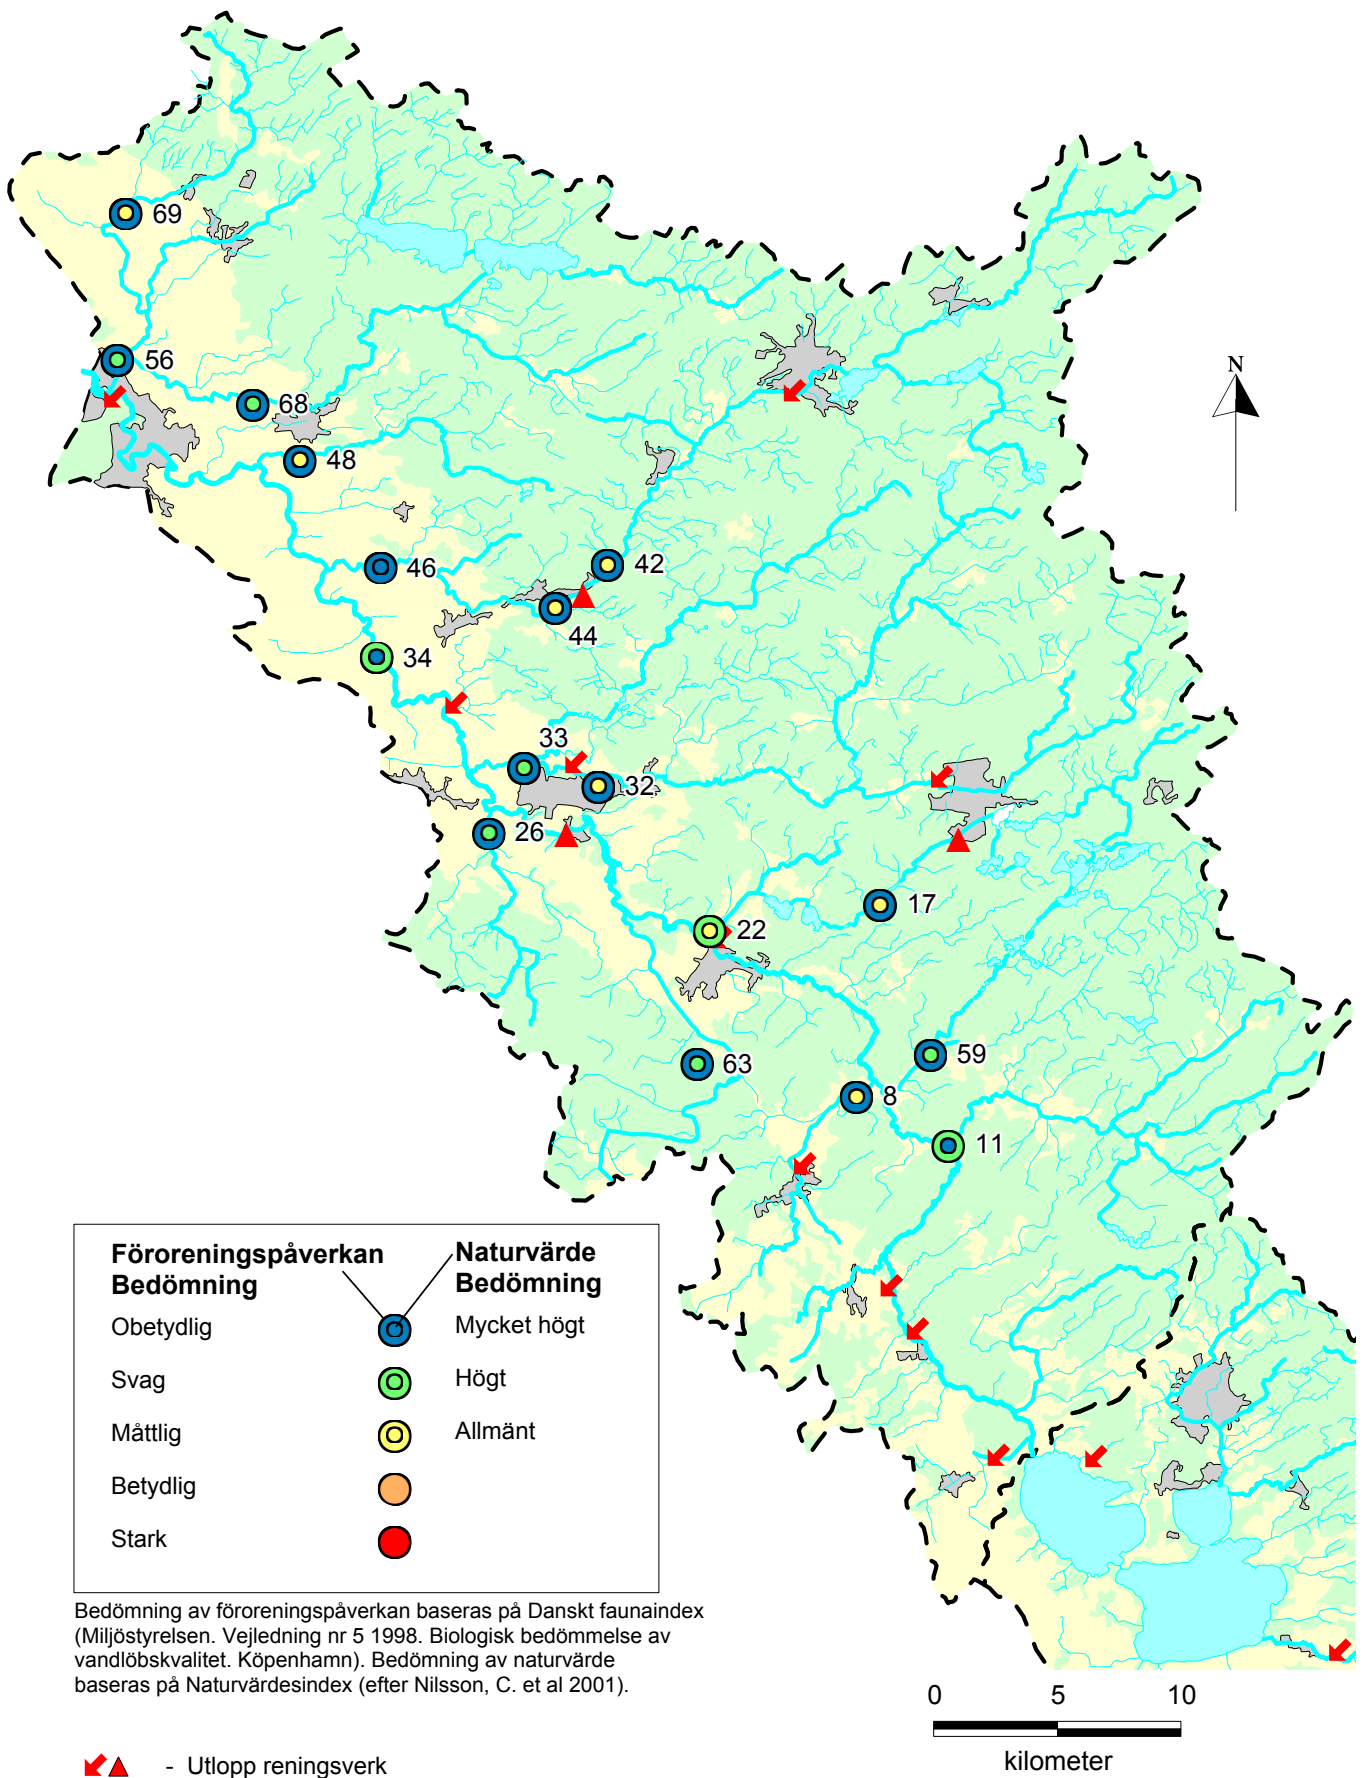 69
N
56
68
48
42
46
44
34
33
32
26
17
22
59
63
8
11
Föroreningspåverkan Naturvärde
Bedömning Bedömning
Obetydlig Mycket högt
Svag Högt
Måttlig Allmänt
Betydlig
Stark
Bedömning av föroreningspåverkan baseras på Danskt faunaindex
(Miljöstyrelsen. Vejledning nr 5 1998. Biologisk bedömmelse av
vandlöbskvalitet. Köpenhamn). Bedömning av naturvärde
baseras på Naturvärdesindex (efter Nilsson, C. et al 2001).
0 5 10
kilometer
- Utlopp reningsverk